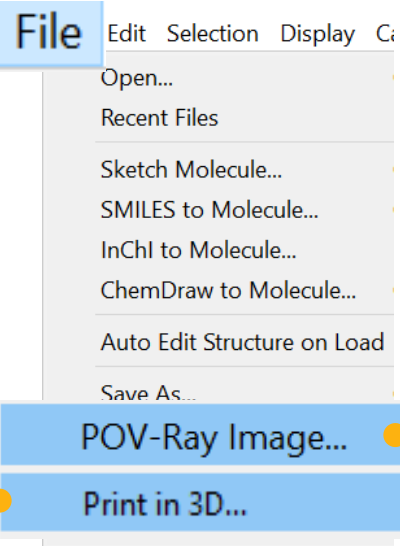 File Edit Selection Display Ca
Open...
Recent Files
Sketch Molecule...
SMILES to Molecule...
InChI to Molecule...
ChemDraw to Molecule...
Auto Edit Structure on Load
Save As...
POV-Ray Image...
Print in 3D...